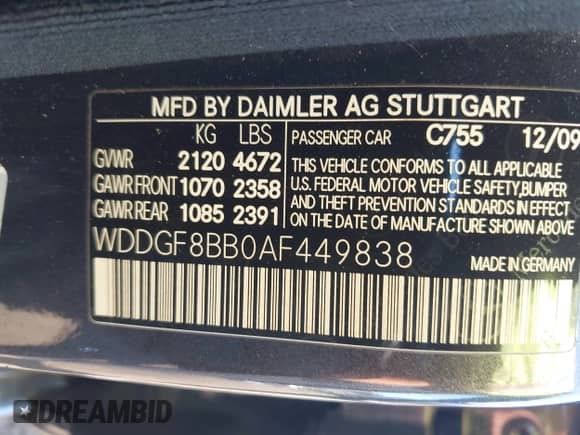 MFD BY DAIMLER AG STUTTGART
KG LBS PASSENGER CAR C755 12/09
GVWR 2120 4672
GAWR FRONT 1070 2358
GAWR REAR 1085 2391
THIS VEHICLE CONFORMS TO ALL APPLICABLE
U.S. FEDERAL MOTOR VEHICLE SAFETY,BUMPER
AND THEFT PREVENTION STANDARDS IN EFFECT
ON THE DATE OF MANUFACTURE SHOWN ABOVE
WDDGF8BB0AF449838
MADE IN GERMANY
DREAMBID